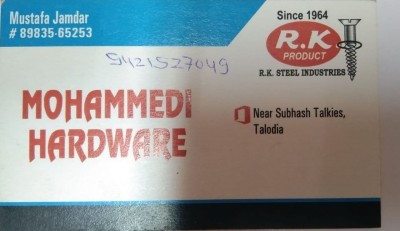 Mustafa Jamdar
# 89835-65253
Since 1964
R.K
PRODUCT
R.K. STEEL INDUSTRIES
9421527049
MOHAMMEDI
HARDWARE
Near Subhash Talkies,
Talodia